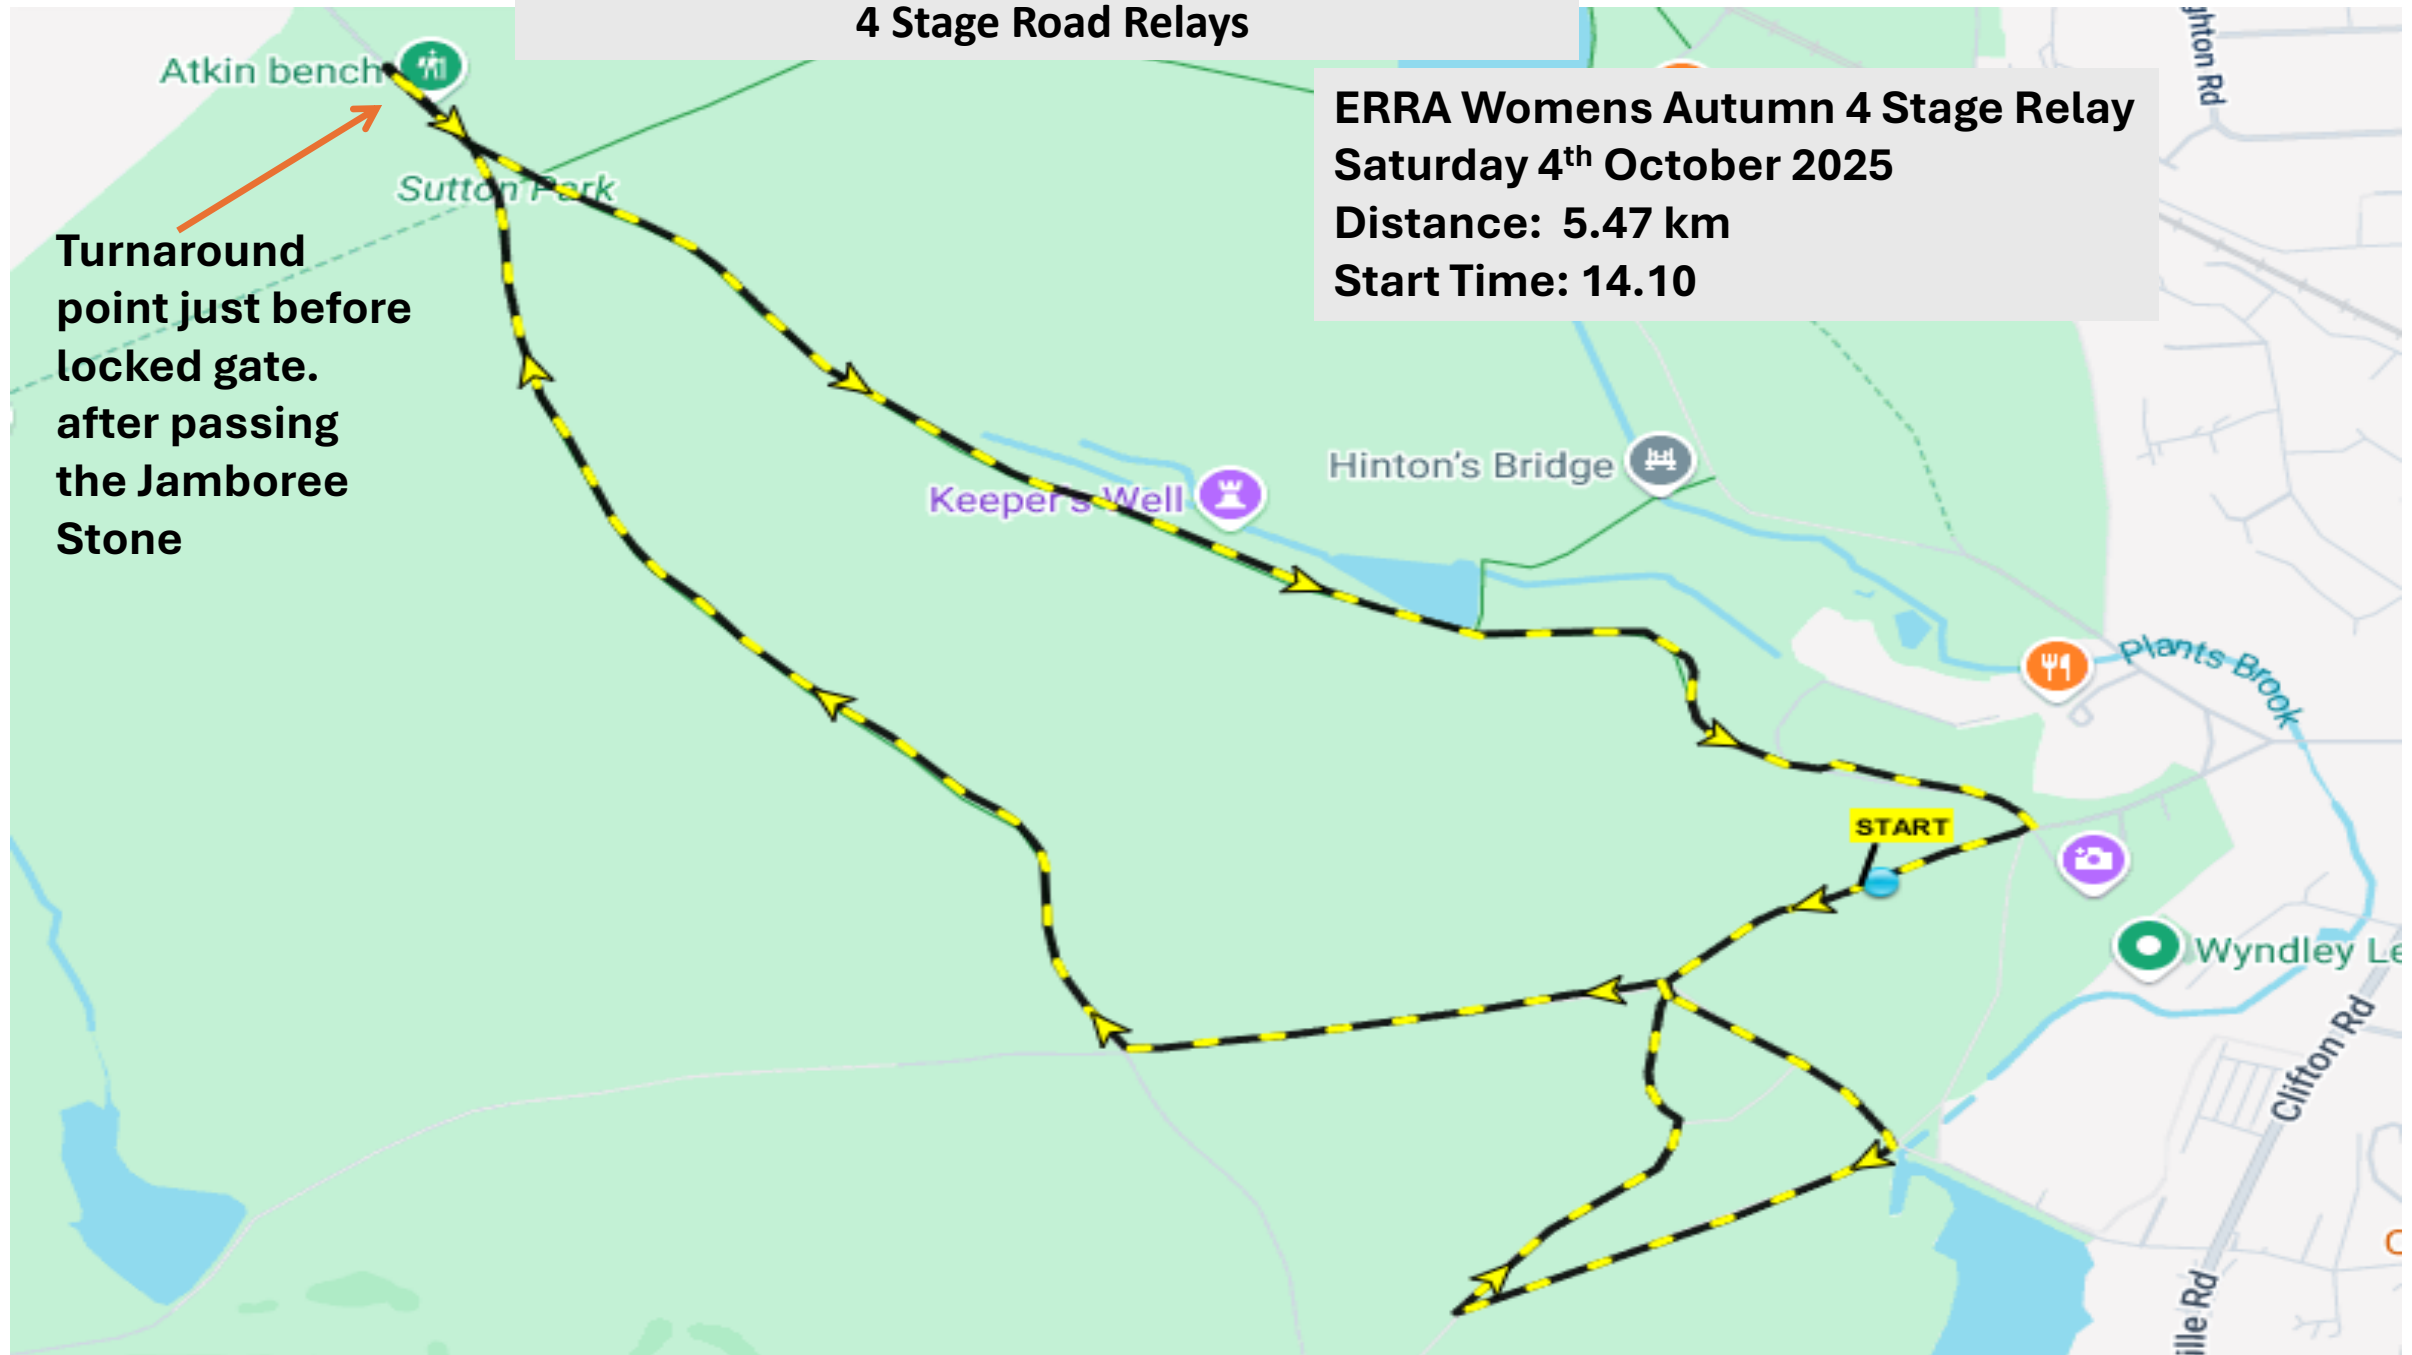 4 Stage Road Relays
Atkin bench
ERRA Womens Autumn 4 Stage Relay
Saturday 4th October 2025
Distance: 5.47 km
Start Time: 14.10
Sutton Park
Turnaround
point just before
locked gate.
after passing
the Jamboree
Stone
Keeper's Well
Hinton's Bridge
Plants Brook
START
Wyndley
Clifton Rd
Rd
Rd